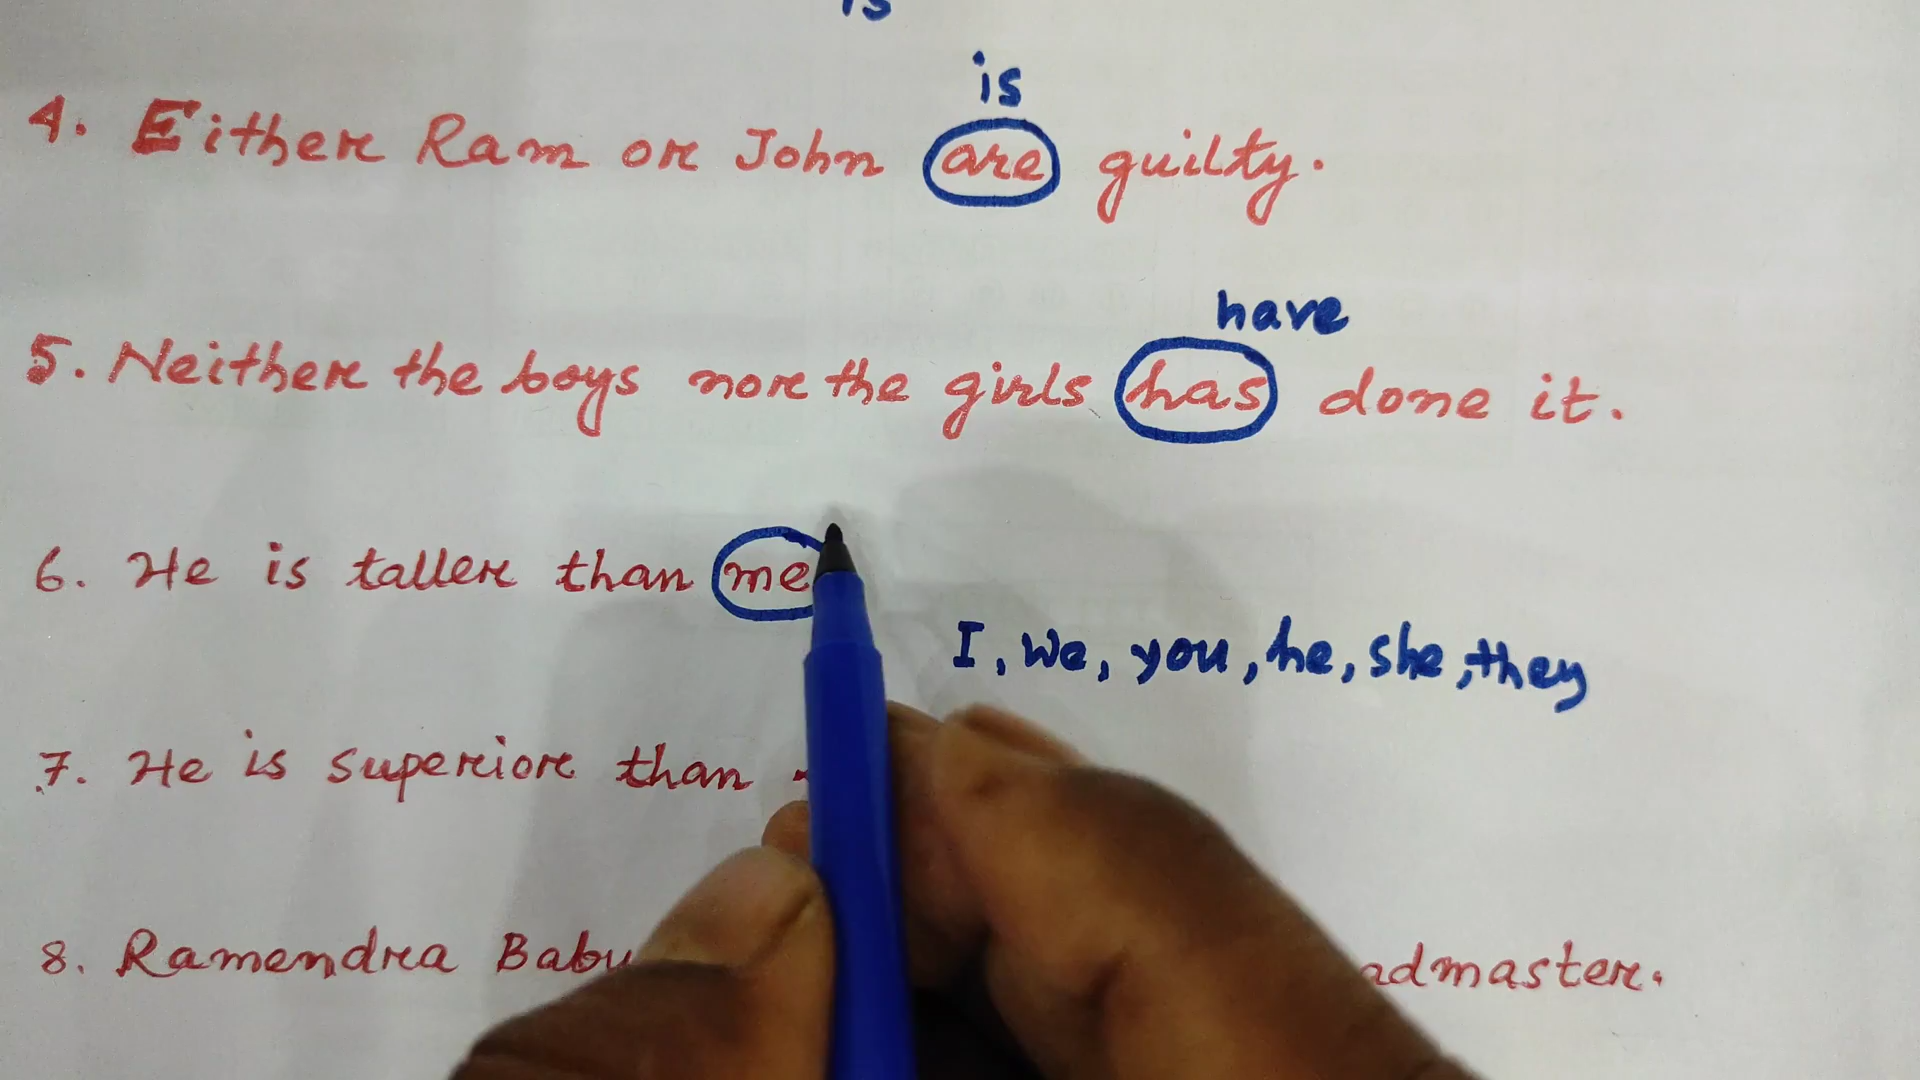 is
is
4. Either Ram or John are guilty.
have
5. Neither the boys nor the girls has done it.
6. He is taller than me
I, we, you, he, she, they
7. He is superior than
8. Ramendra Babu